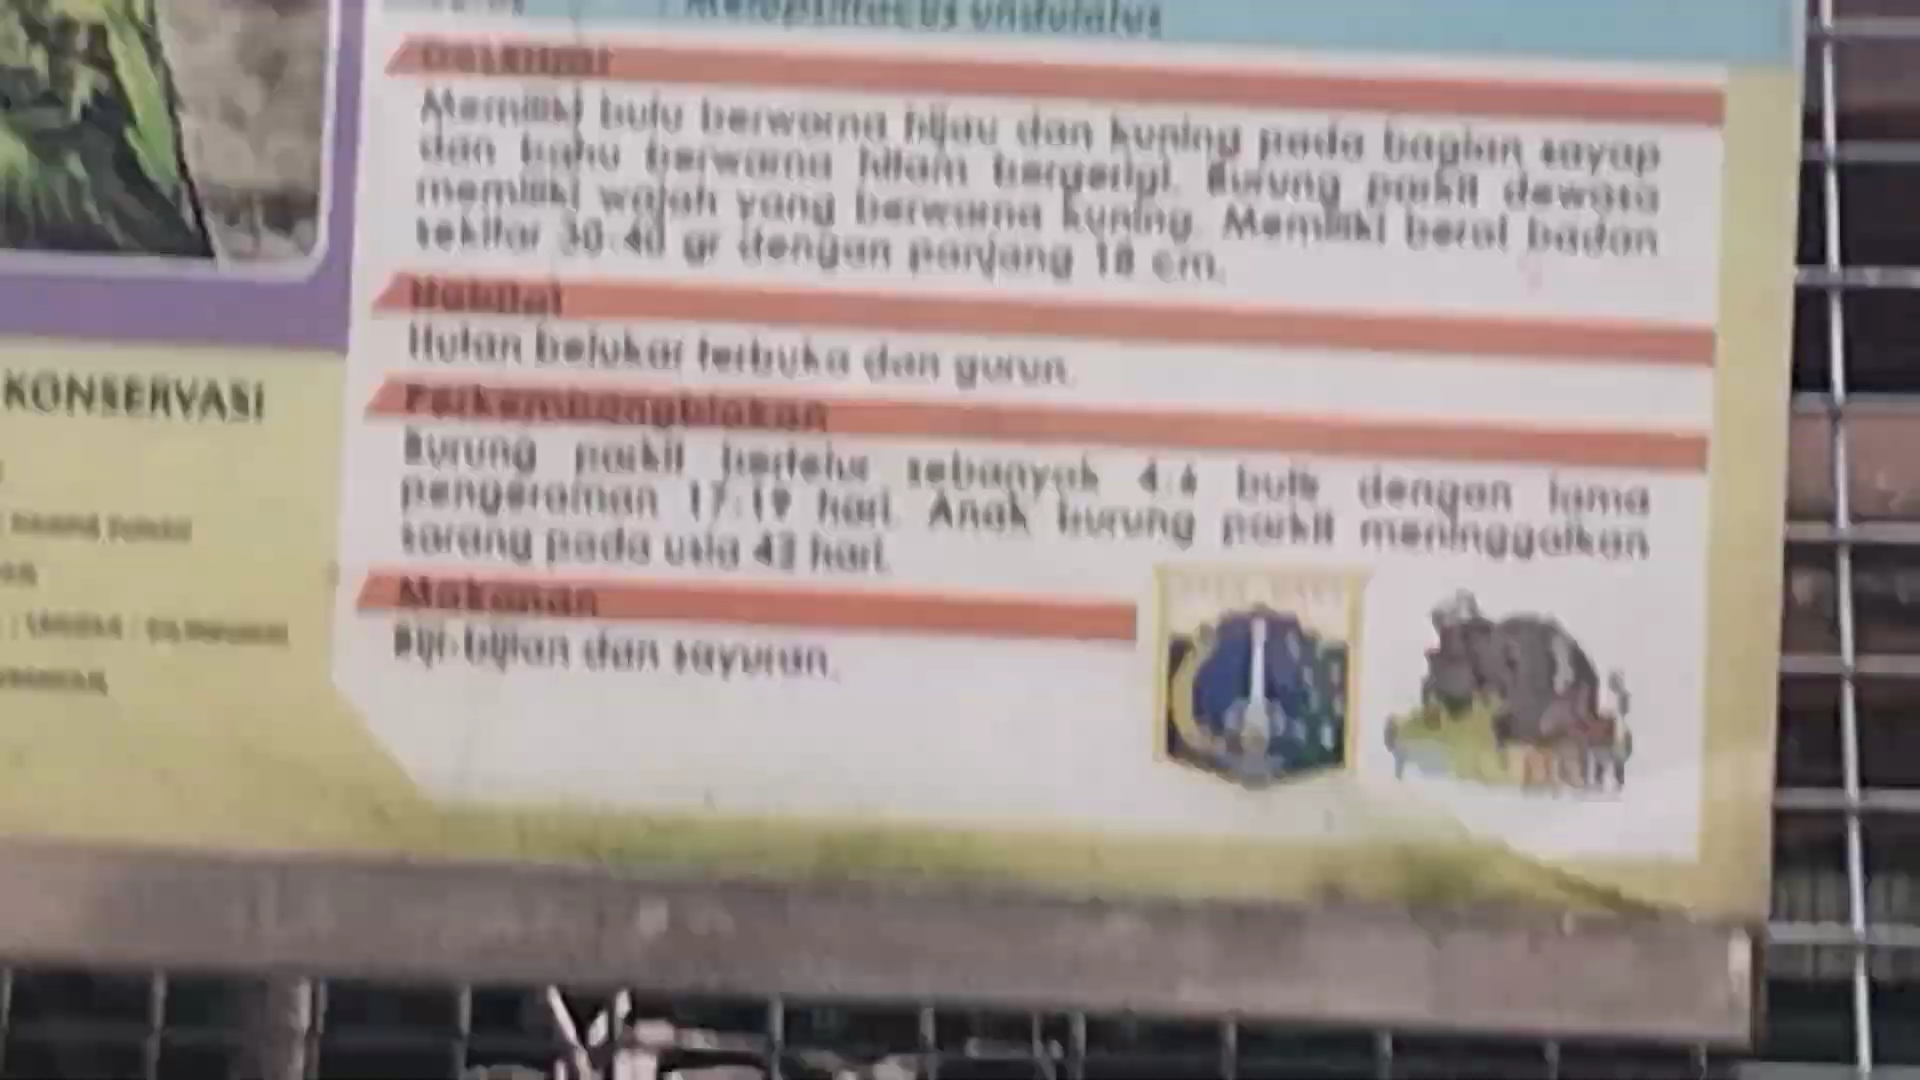 Melopsittacus undulatus
Deskripsi
Memiliki bulu berwarna hijau dan kuning pada bagian sayap
dan bahu berwarna hitam bergerigi. Burung parkit dewasa
memiliki wajah yang berwarna kuning. Memiliki berat badan
sekitar 30-40 gr dengan panjang 18 cm.
Habitat
Hutan belukar terbuka dan gurun.
Perkembangbiakan
Burung parkit bertelur sebanyak 4-6 butir dengan lama
pengeraman 17-19 hari. Anak burung parkit meninggalkan
sarang pada usia 42 hari.
Makanan
Biji-bijian dan sayuran.
KONSERVASI